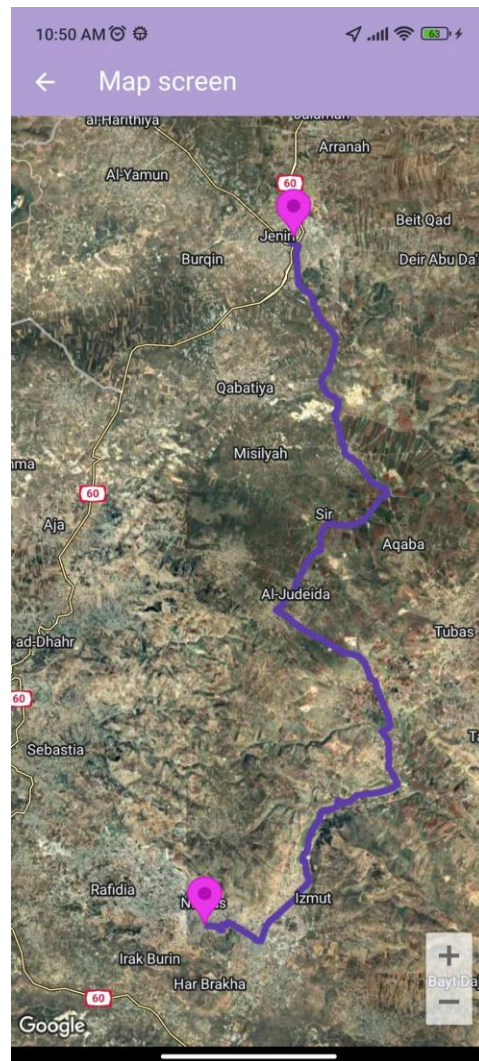 10:50 AM
63
Map screen
al-Harithiya
Arranah
Al-Yamun
60
Beit Qad
Jenin
Burqin
Deir Abu Da'
Qabatiya
Misilyah
60
Sir
Aja
Aqaba
Al-Judeida
Tubas
ad-Dhahr
60
Sebastia
Rafidia
Izmut
Irak Burin
Har Brakha
60
+
−
Google